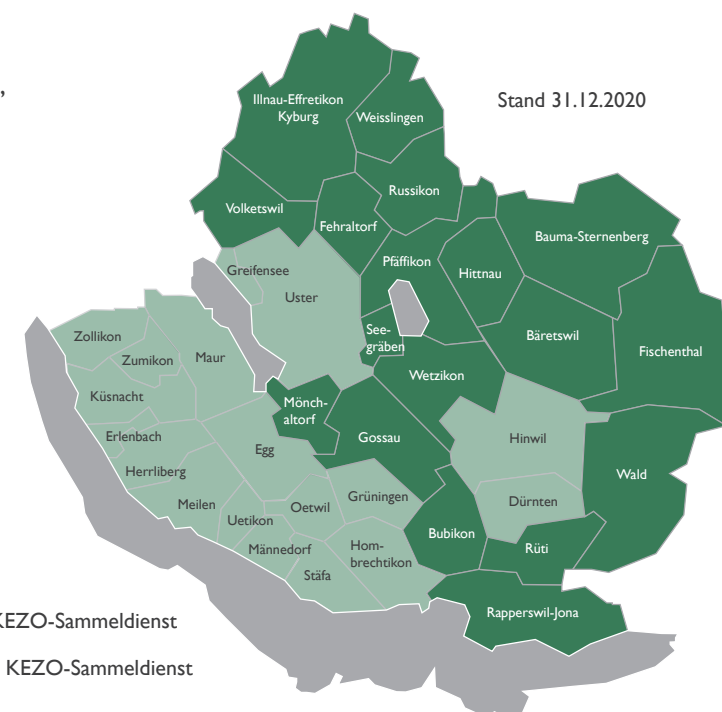 ,
Stand 31.12.2020
Illnau-Effretikon
Kyburg
Weisslingen
Russikon
Volketswil
Fehraltorf
Bauma-Sternenberg
Pfäffikon
Hittnau
Greifensee
Uster
See-
gräben
Bäretswil
Fischenthal
Zollikon
Zumikon
Maur
Wetzikon
Küsnacht
Mönch-
altorf
Gossau
Hinwil
Erlenbach
Egg
Herrliberg
Wald
Meilen
Oetwil
Grüningen
Dürnten
Uetikon
Bubikon
Männedorf
Hom-
brechtikon
Rüti
Stäfa
Rapperswil-Jona
KEZO-Sammeldienst
KEZO-Sammeldienst